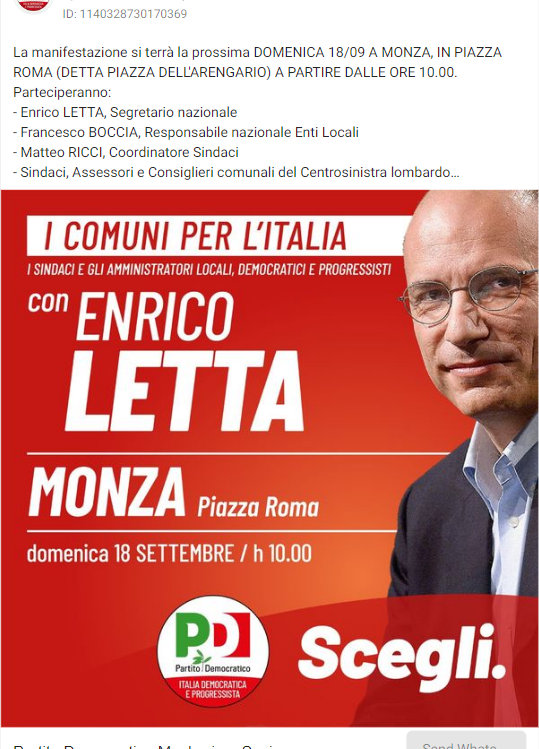 ID: 1140328730170369
La manifestazione si terrà la prossima DOMENICA 18/09 A MONZA, IN PIAZZA
ROMA (DETTA PIAZZA DELL'ARENGARIO) A PARTIRE DALLE ORE 10.00.
Parteciperanno:
- Enrico LETTA, Segretario nazionale
- Francesco BOCCIA, Responsabile nazionale Enti Locali
- Matteo RICCI, Coordinatore Sindaci
- Sindaci, Assessori e Consiglieri comunali del Centrosinistra lombardo...
I COMUNI PER L'ITALIA
I SINDACI E GLI AMMINISTRATORI LOCALI, DEMOCRATICI E PROGRESSISTI
con ENRICO
LETTA
MONZA Piazza Roma
domenica 18 SETTEMBRE / h 10.00
PD
Partito Democratico
ITALIA DEMOCRATICA
E PROGRESSISTA
Scegli.